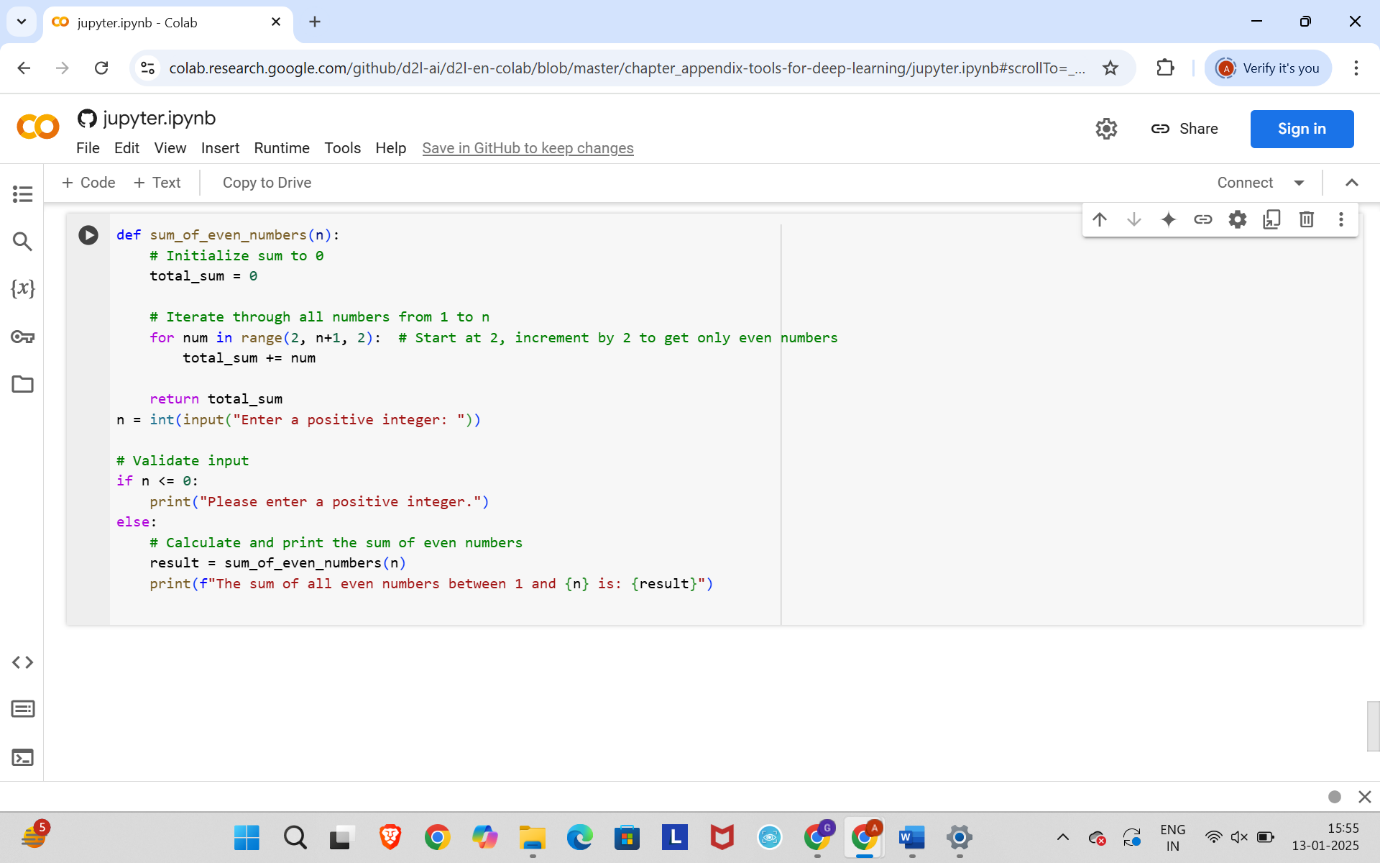 jupyter.ipynb - Colab
colab.research.google.com/github/d2l-ai/d2l-en-colab/blob/master/chapter_appendix-tools-for-deep-learning/jupyter.ipynb#scrollTo=_...
A
Verify it's you
jupyter.ipynb
File Edit View Insert Runtime Tools Help Save in GitHub to keep changes
Share
Sign in
+ Code + Text Copy to Drive
Connect
{x}
def sum_of_even_numbers(n):
    # Initialize sum to 0
    total_sum = 0
    # Iterate through all numbers from 1 to n
    for num in range(2, n+1, 2):  # Start at 2, increment by 2 to get only even numbers
        total_sum += num
    return total_sum
n = int(input("Enter a positive integer: "))
# Validate input
if n <= 0:
    print("Please enter a positive integer.")
else:
    # Calculate and print the sum of even numbers
    result = sum_of_even_numbers(n)
    print(f"The sum of all even numbers between 1 and {n} is: {result}")
5
L
G
A
W
ENG
IN
15:55
13-01-2025